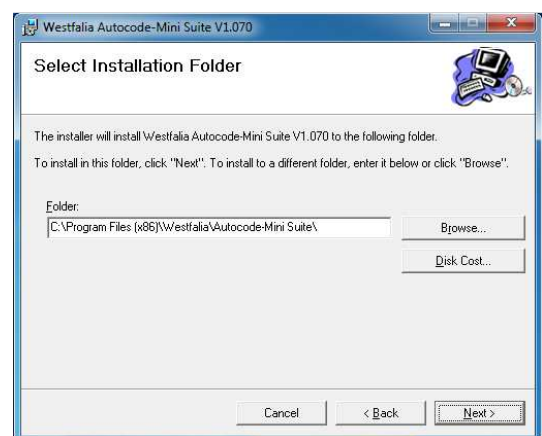 Westfalia Autocode-Mini Suite V1.070
Select Installation Folder
The installer will install Westfalia Autocode-Mini Suite V1.070 to the following folder.
To install in this folder, click "Next". To install to a different folder, enter it below or click "Browse".
Folder:
C:\Program Files (x86)\Westfalia\Autocode-Mini Suite\
Browse...
Disk Cost...
Cancel
< Back
Next >